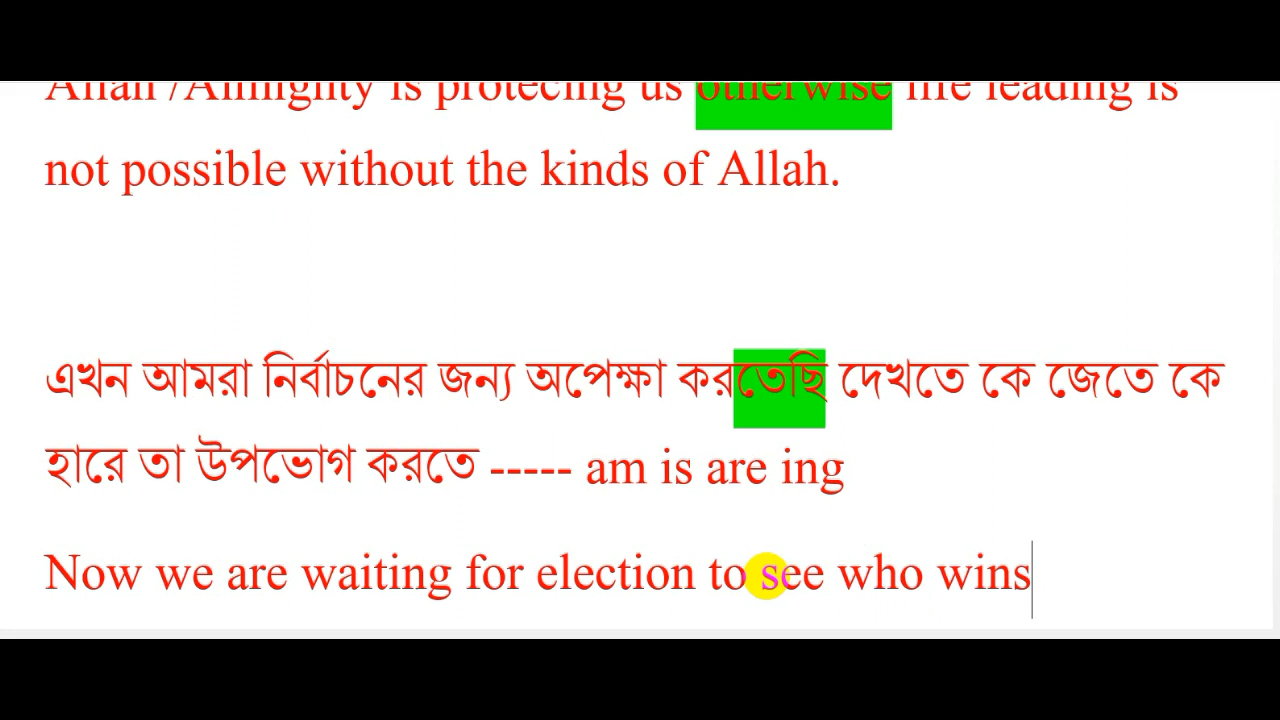 Allah /Almighty is protecing us otherwise life leading is
not possible without the kinds of Allah.
এখন আমরা নির্বাচনের জন্য অপেক্ষা করতেছি দেখতে কে জেতে কে
হারে তা উপভোগ করতে ----- am is are ing
Now we are waiting for election to see who wins